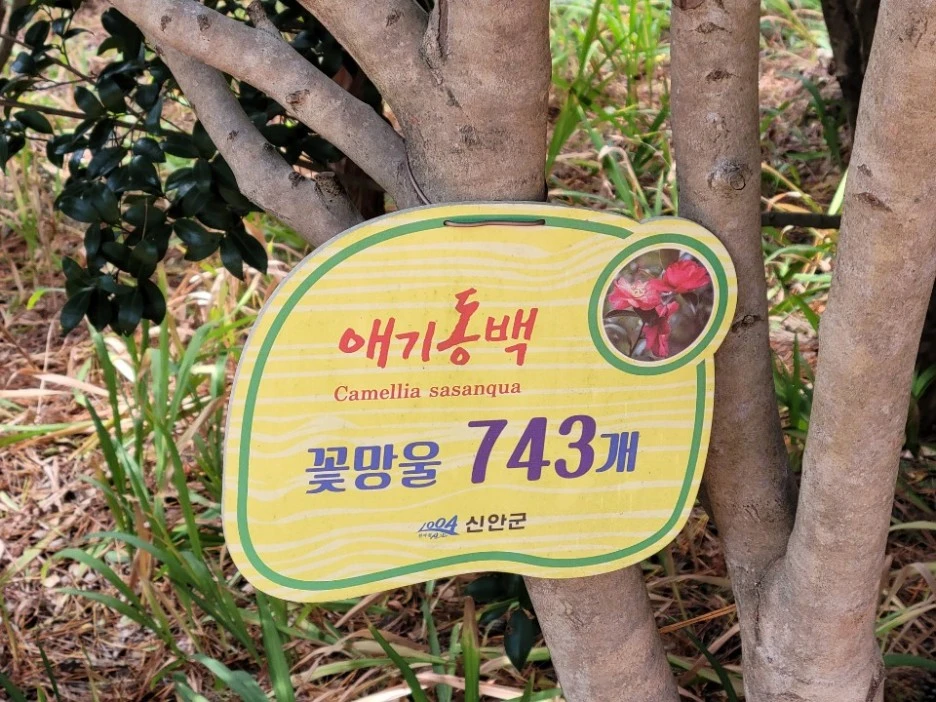 애기동백
Camellia sasanqua
꽃망울 743개
1004 신안군